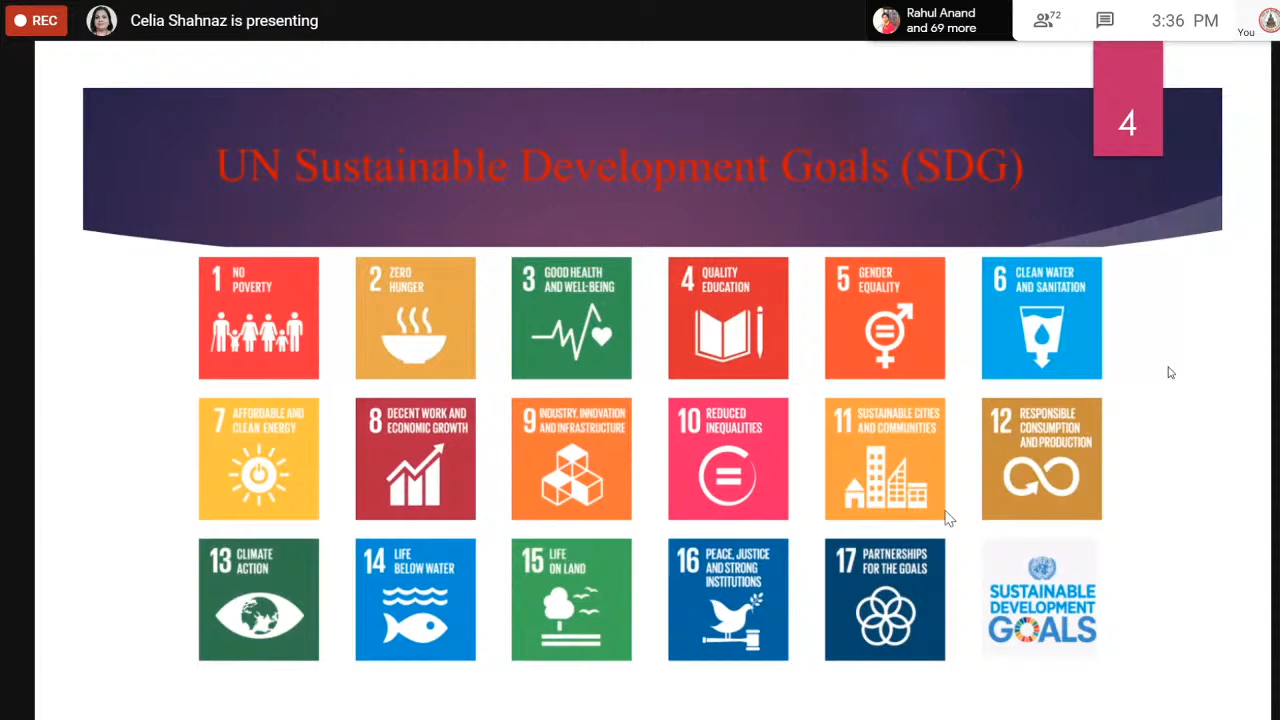 REC
Celia Shahnaz is presenting
Rahul Anand
and 69 more
72
3:36 PM
You
4
UN Sustainable Development Goals (SDG)
1 NO
POVERTY
2 ZERO
HUNGER
3 GOOD HEALTH
AND WELL-BEING
4 QUALITY
EDUCATION
5 GENDER
EQUALITY
6 CLEAN WATER
AND SANITATION
7 AFFORDABLE AND
CLEAN ENERGY
8 DECENT WORK AND
ECONOMIC GROWTH
9 INDUSTRY, INNOVATION
AND INFRASTRUCTURE
10 REDUCED
INEQUALITIES
11 SUSTAINABLE CITIES
AND COMMUNITIES
12 RESPONSIBLE
CONSUMPTION
AND PRODUCTION
13 CLIMATE
ACTION
14 LIFE
BELOW WATER
15 LIFE
ON LAND
16 PEACE, JUSTICE
AND STRONG
INSTITUTIONS
17 PARTNERSHIPS
FOR THE GOALS
SUSTAINABLE
DEVELOPMENT
GOALS